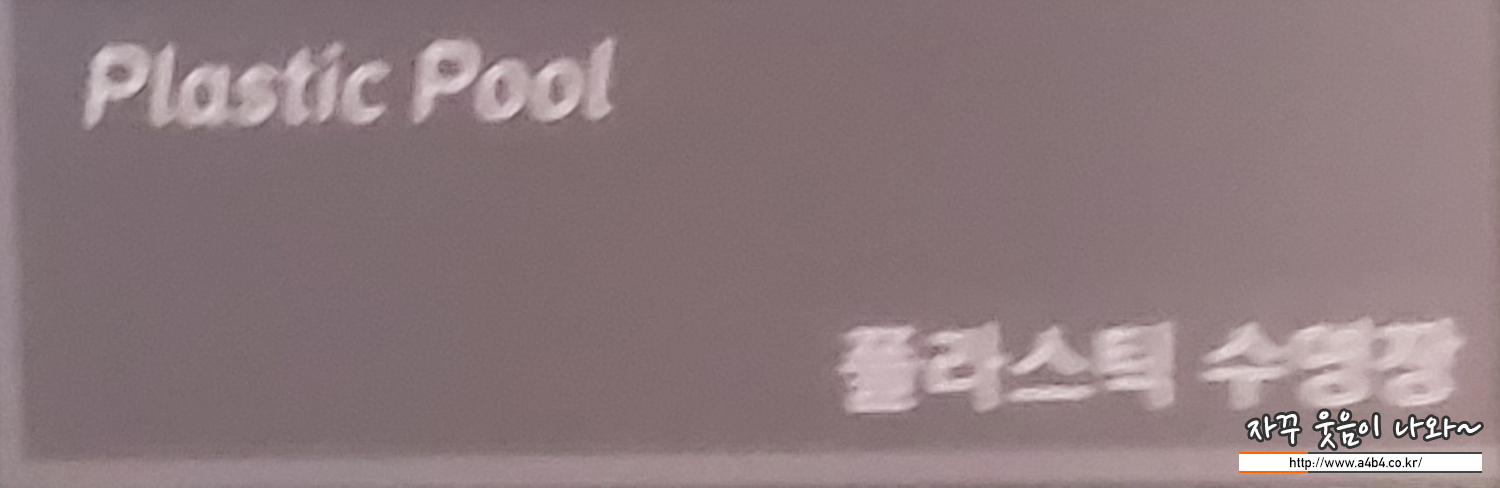 Plastic Pool
플라스틱 수영장
자꾸 웃음이 나와~
http://www.a4b4.co.kr/